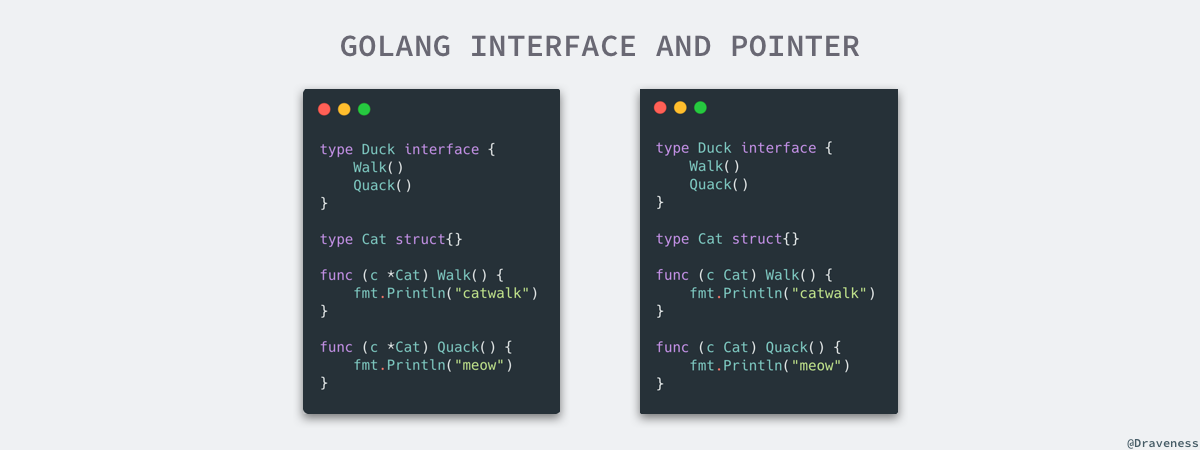 GOLANG INTERFACE AND POINTER
type Duck interface {
    Walk()
    Quack()
}
type Cat struct{}
func (c *Cat) Walk() {
    fmt.Println("catwalk")
}
func (c *Cat) Quack() {
    fmt.Println("meow")
}
type Duck interface {
    Walk()
    Quack()
}
type Cat struct{}
func (c Cat) Walk() {
    fmt.Println("catwalk")
}
func (c Cat) Quack() {
    fmt.Println("meow")
}
@Draveness